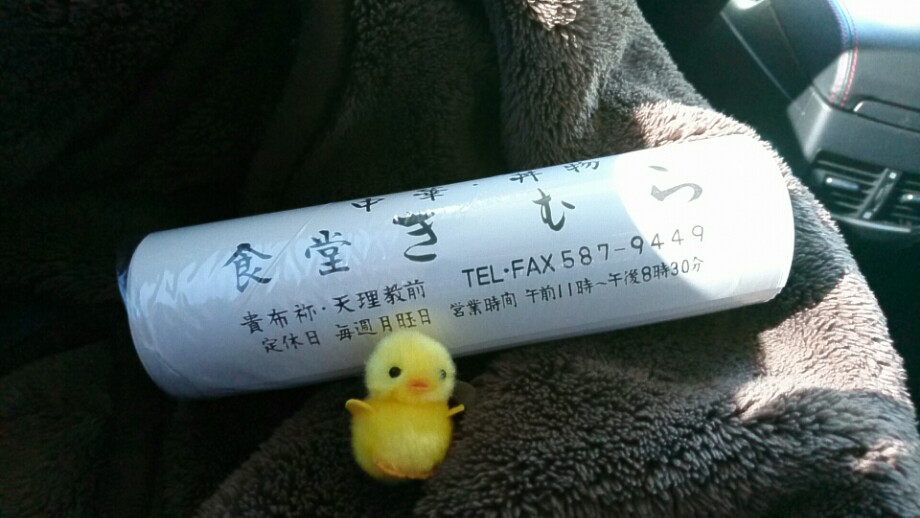 中華・丼物
食堂 きむら
TEL・FAX 587-9449
貴布祢・天理教前
営業時間 午前11時〜午後8時30分
定休日 毎週月旺日